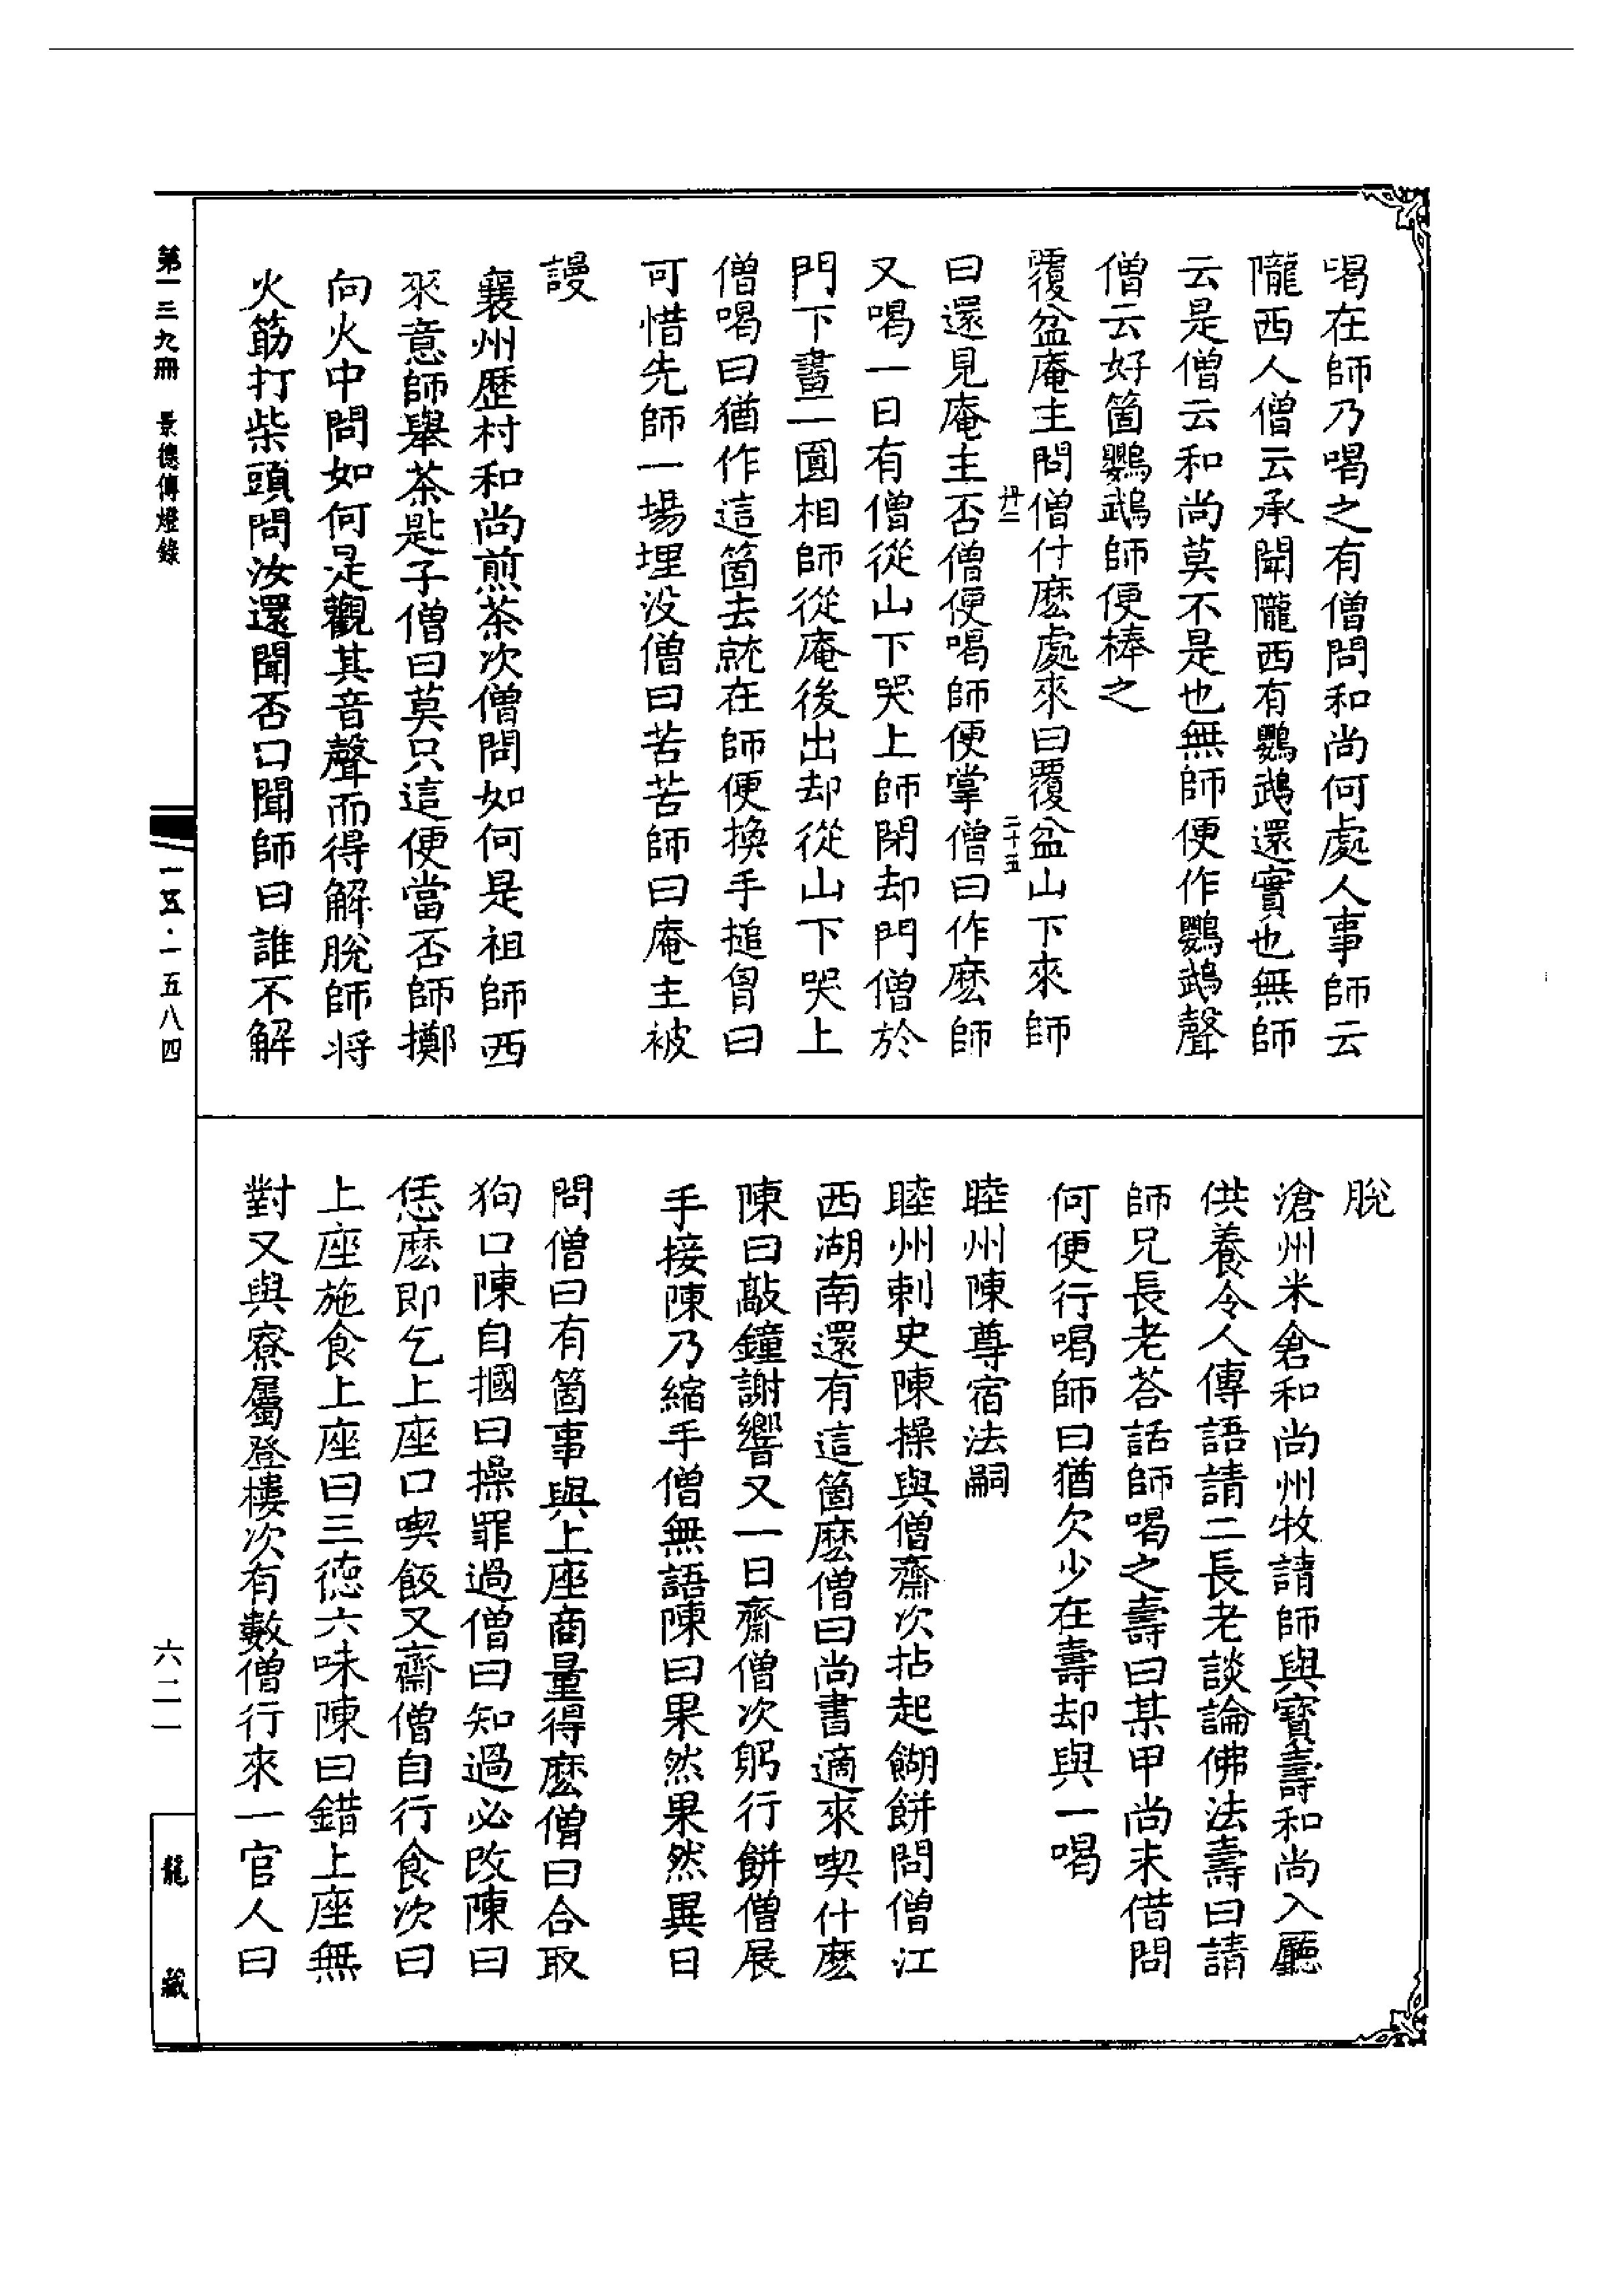 喝在師乃喝之有僧問和尚何處人事師云
隴西人僧云承聞隴西有鸚鵡還實也無師
云是僧云和尚莫不是也無師便作鸚鵡聲
僧云好箇鸚鵡師便棒之
覆盆庵主問僧什麽處來曰覆盆山下來師
廿二
二十五
曰還見庵主否僧便喝師便掌僧曰作麽師
又喝一日有僧從山下哭上師閉却門僧於
門下畫一圓相師從庵後出却從山下哭上
僧喝曰猶作這箇去就在師便換手搥胷曰
可惜先師一場埋没僧曰苦苦師曰庵主被
謾
襄州歷村和尚煎茶次僧問如何是祖師西
來意師舉茶匙子僧曰莫只這便當否師擲
向火中問如何是觀其音聲而得解脫師将
火筯打柴頭問汝還聞否曰聞師曰誰不解
脫
滄州米倉和尚州牧請師與寶壽和尚入廳
供養令人傳語請二長老談論佛法壽曰請
師兄長老荅話師喝之壽曰某甲尚未借問
何便行喝師曰猶欠少在壽却與一喝
睦州陳尊宿法嗣
睦州刺史陳操與僧齋次拈起餬餅問僧江
西湖南還有這箇麽僧曰尚書適來喫什麽
陳曰敲鐘謝響又一日齋僧次躬行餅僧展
手接陳乃縮手僧無語陳曰果然果然異日
問僧曰有箇事與上座商量得麽僧曰合取
狗口陳自摑曰操罪過僧曰知過必改陳曰
恁麽即乞上座口喫飯又齋僧自行食次曰
上座施食上座曰三德六味陳曰錯上座無
對又與寮屬登樓次有數僧行來一官人曰
第一三九冊 景德傳燈錄
一五·一五八四
六二一
龍藏